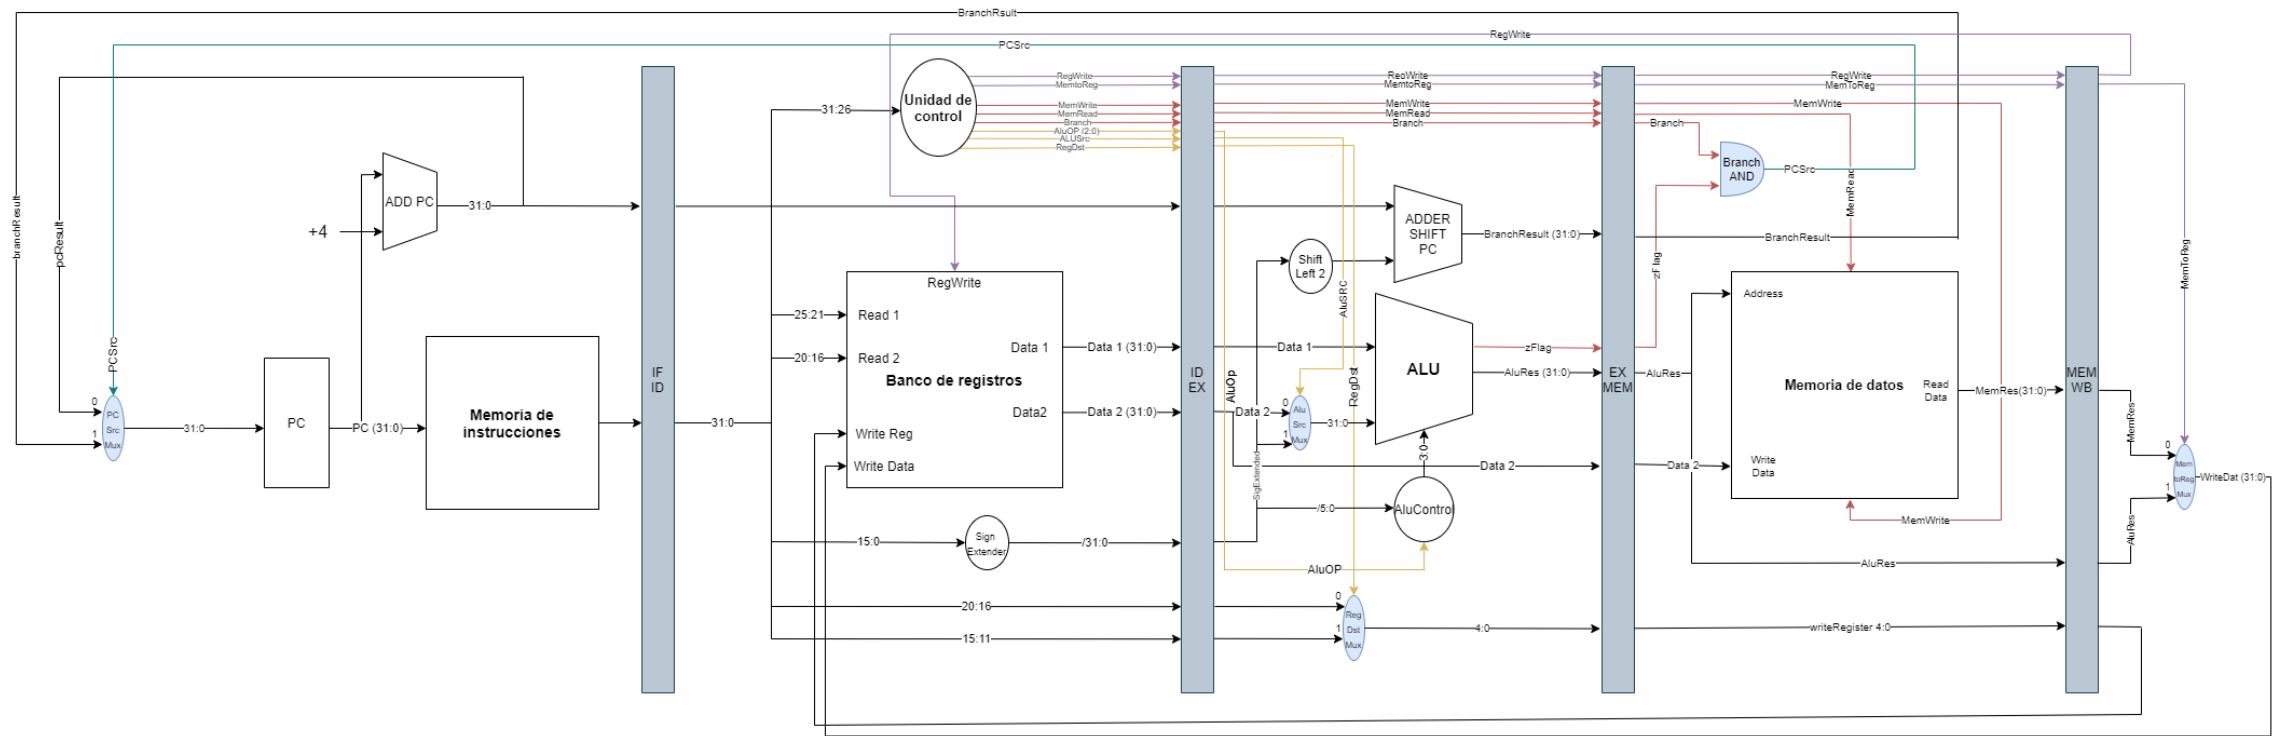 BranchRsult
RegWrite
PCSrc
RegWrite
MemtoReg
MemWrite
MemRead
Branch
AluOP (2:0)
ALUSrc
RegDst
RegWrite
MemtoReg
MemWrite
MemRead
Branch
RegWrite
MemToReg
MemWrite
Branch
Unidad de
control
31:26
Branch
AND
PCSrc
MemRead
ADD PC
31:0
+4
branchResult
pcResult
PCSrc
ADDER
SHIFT
PC
BranchResult (31:0)
BranchResult
zFlag
MemToReg
Shift
Left 2
AluSRC
RegWrite
25:21
Read 1
20:16
Read 2
Data 1
Data 1 (31:0)
Banco de registros
Data2
Data 2 (31:0)
Write Reg
Write Data
IF
ID
ID
EX
EX
MEM
MEM
WB
Data 1
AluOp
RegDst
ALU
zFlag
AluRes (31:0)
AluRes
Address
Memoria de datos
Read
Data
MemRes(31:0)
Write
Data
MemRes
0
PC
Src
Mux
1
31:0
PC
PC (31:0)
Memoria de
instrucciones
31:0
Data 2
0
Alu
Src
Mux
1
31:0
3:0
Data 2
Data 2
SigExtended
/5:0
AluControl
MemWrite
0
Mem
toReg
Mux
1
WriteDat (31:0)
AluRes
15:0
Sign
Extender
/31:0
AluOP
AluRes
20:16
15:11
0
Reg
Dst
Mux
1
4:0
writeRegister 4:0